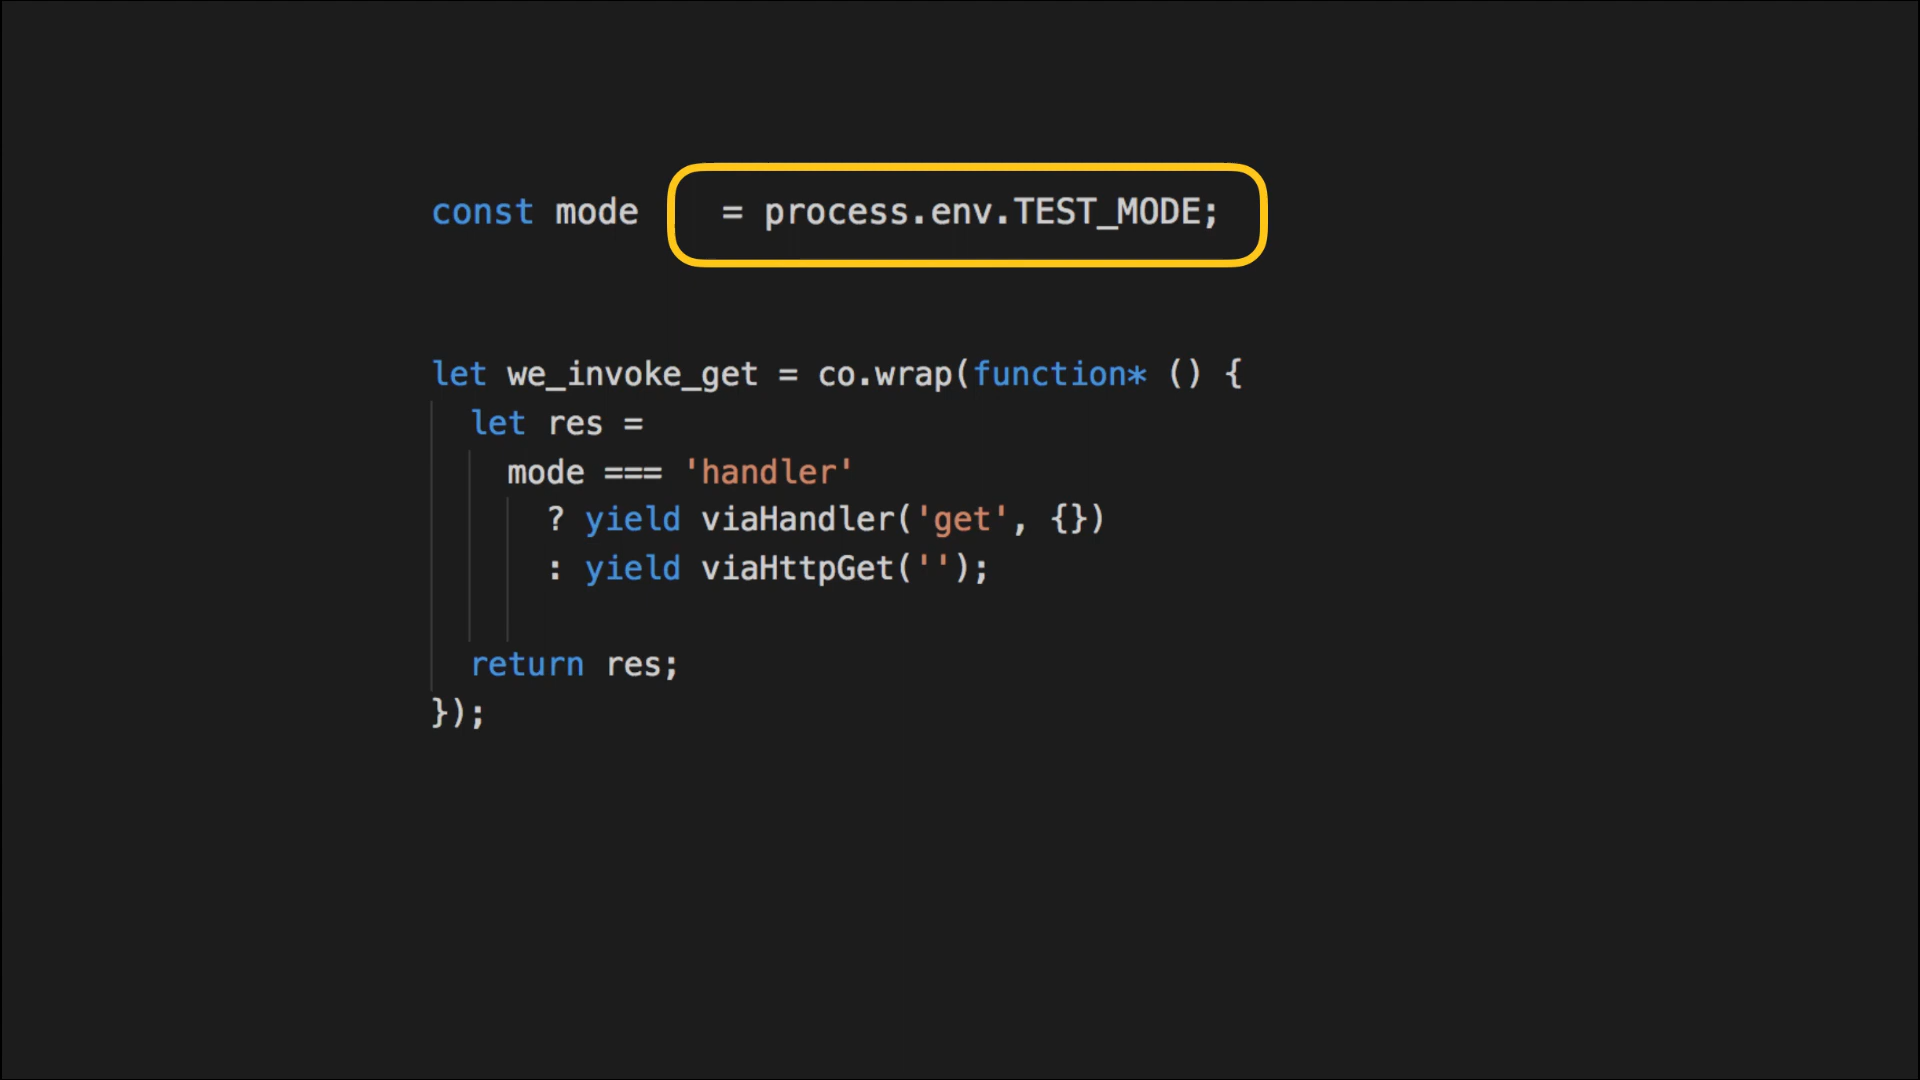 const mode    = process.env.TEST_MODE;
let we_invoke_get = co.wrap(function* () {
  let res =
    mode === 'handler'
      ? yield viaHandler('get', {})
      : yield viaHttpGet('');
  return res;
});